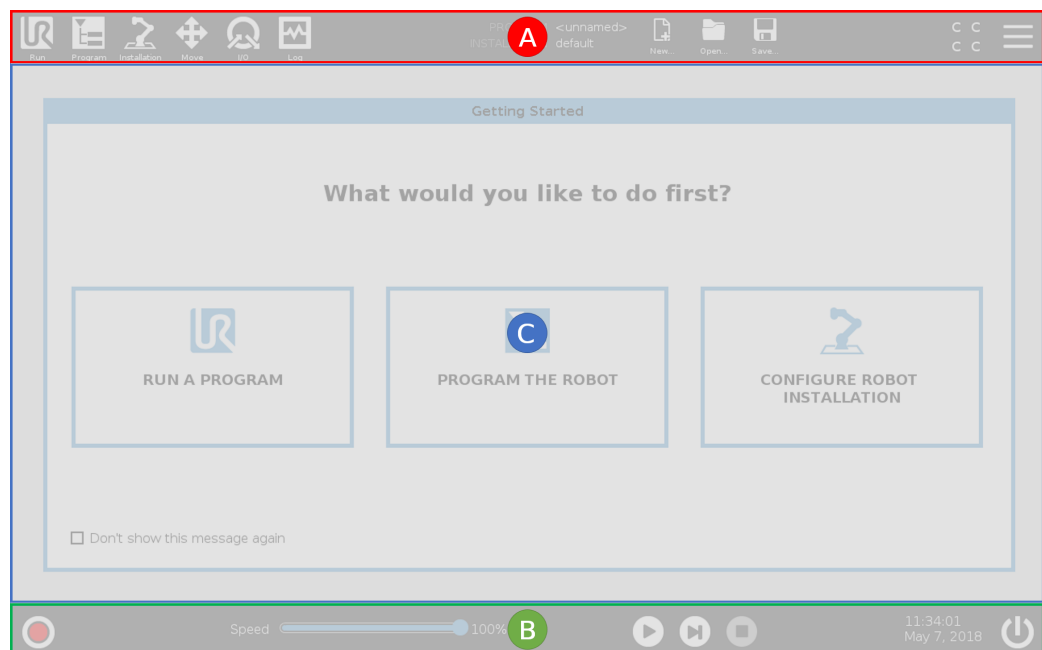 Run Program Installation Move I/O Log
PR
<unnamed>
INSTAL
default
New... Open... Save...
A
C C
C C
Getting Started
What would you like to do first?
RUN A PROGRAM
C
PROGRAM THE ROBOT
CONFIGURE ROBOT
INSTALLATION
Don't show this message again
Speed
100%
B
11:34:01
May 7, 2018